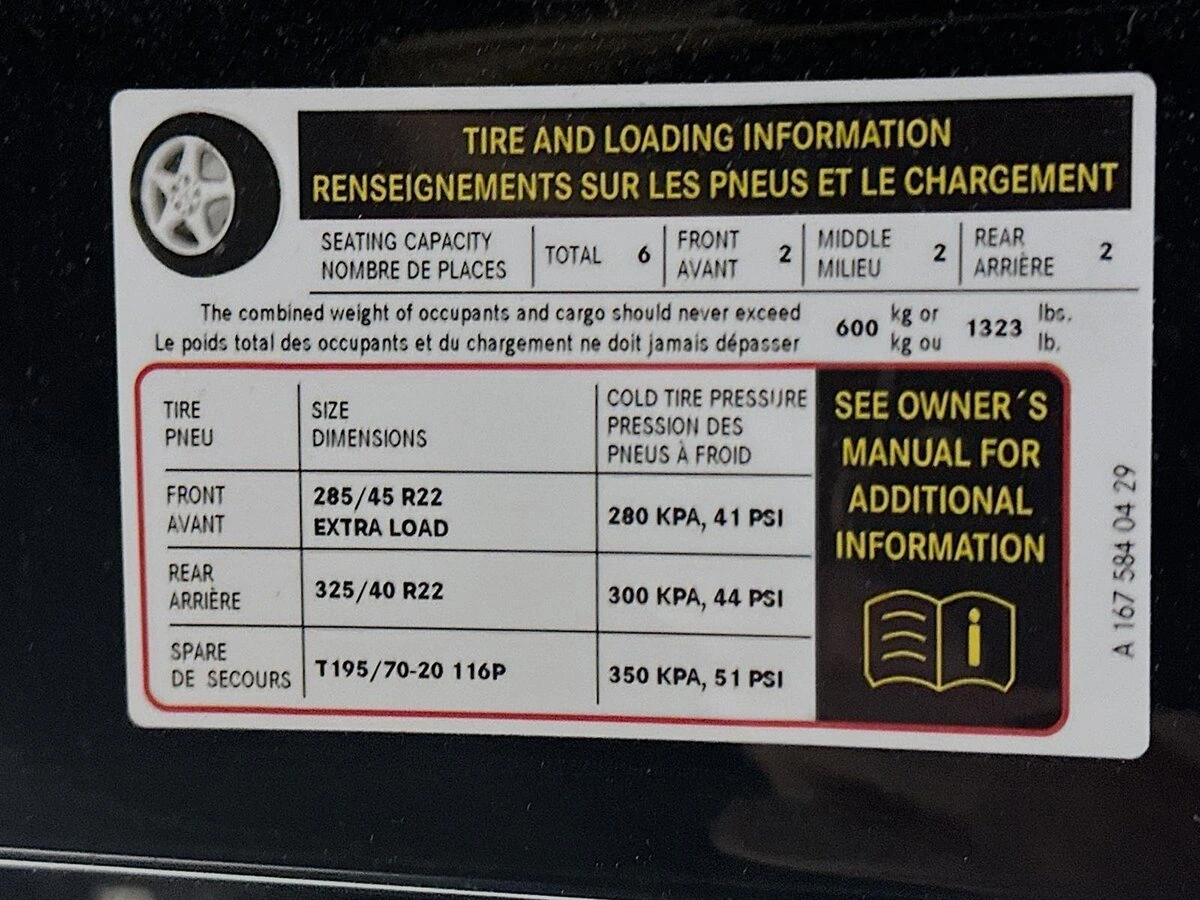 TIRE AND LOADING INFORMATION
RENSEIGNEMENTS SUR LES PNEUS ET LE CHARGEMENT
SEATING CAPACITY
NOMBRE DE PLACES
TOTAL 6
FRONT
AVANT
2
MIDDLE
MILIEU
2
REAR
ARRIÈRE
2
The combined weight of occupants and cargo should never exceed
Le poids total des occupants et du chargement ne doit jamais dépasser
600
kg or
kg ou
1323
lbs.
lb.
TIRE
PNEU
SIZE
DIMENSIONS
COLD TIRE PRESSURE
PRESSION DES
PNEUS À FROID
FRONT
AVANT
285/45 R22
EXTRA LOAD
280 KPA, 41 PSI
REAR
ARRIÈRE
325/40 R22
300 KPA, 44 PSI
SPARE
DE SECOURS
T195/70-20 116P
350 KPA, 51 PSI
SEE OWNER´S
MANUAL FOR
ADDITIONAL
INFORMATION
i
A 167 584 04 29